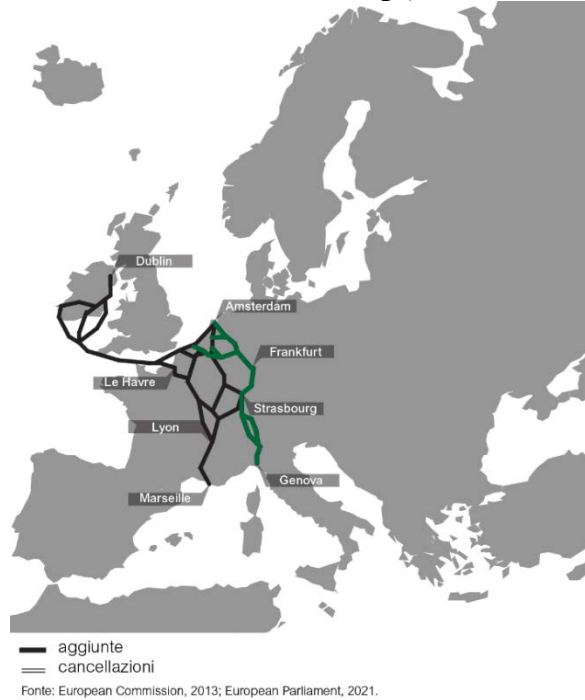 Dublin
Amsterdam
Frankfurt
Le Havre
Strasbourg
Lyon
Genova
Marseille
aggiunte
cancellazioni
Fonte: European Commission, 2013; European Parliament, 2021.